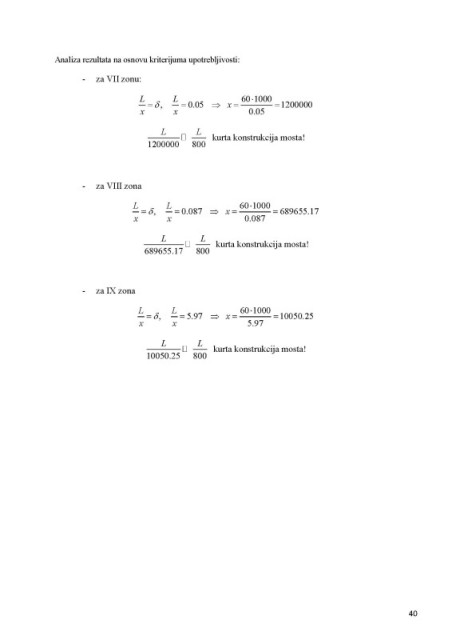 Analiza rezultata na osnovu kriterijuma upotrebljivosti:
- za VII zonu:
L/x = δ, L/x = 0.05 ⇒ x = 60·1000/0.05 = 1200000
L/1200000 □ L/800 kurta konstrukcija mosta!
- za VIII zona
L/x = δ, L/x = 0.087 ⇒ x = 60·1000/0.087 = 689655.17
L/689655.17 □ L/800 kurta konstrukcija mosta!
- za IX zona
L/x = δ, L/x = 5.97 ⇒ x = 60·1000/5.97 = 10050.25
L/10050.25 □ L/800 kurta konstrukcija mosta!
40